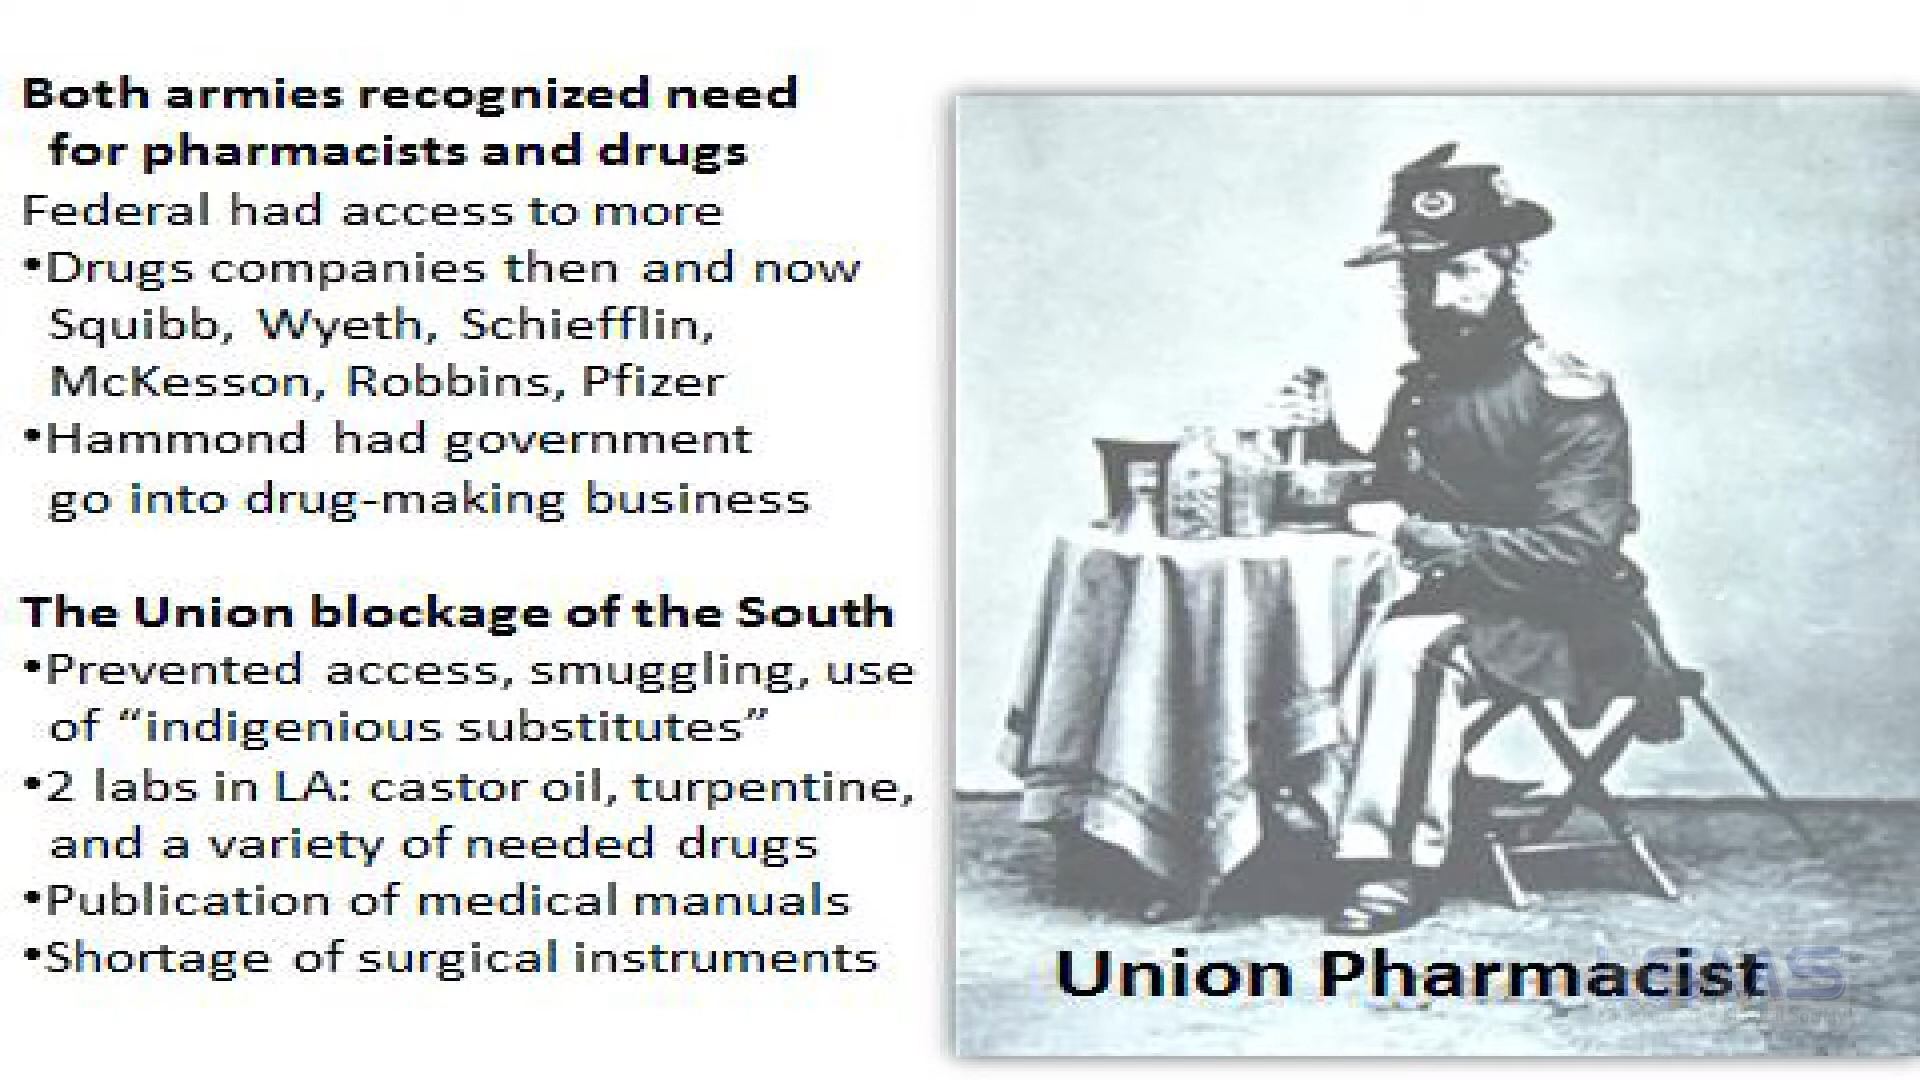 Both armies recognized need
for pharmacists and drugs
Federal had access to more
•Drugs companies then and now
Squibb, Wyeth, Schiefflin,
McKesson, Robbins, Pfizer
•Hammond had government
go into drug-making business
The Union blockage of the South
•Prevented access, smuggling, use
of “indigenious substitutes”
•2 labs in LA: castor oil, turpentine,
and a variety of needed drugs
•Publication of medical manuals
•Shortage of surgical instruments
Union Pharmacist